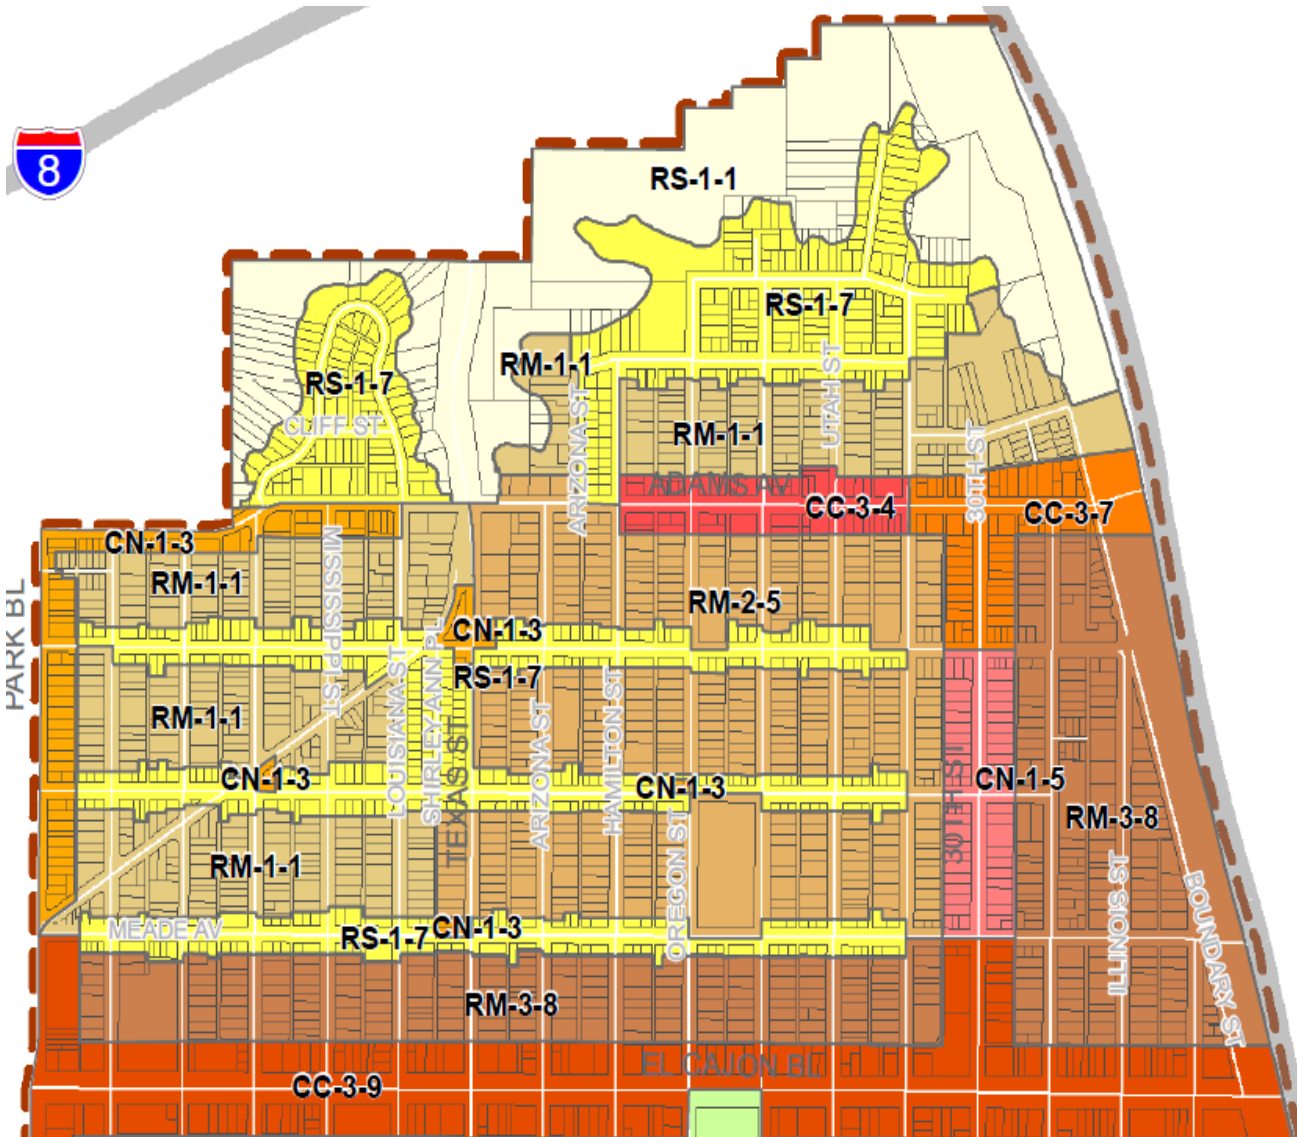 8
RS-1-1
RS-1-7
RM-1-1
RS-1-7
UTAH ST
ARIZONA ST
CLIFF ST
RM-1-1
30TH ST
ADAMS AV
CC-3-4
CC-3-7
CN-1-3
MISSISSIPPI ST
RM-1-1
RM-2-5
PARK BL
CN-1-3
RS-1-7
LOUISIANA ST
SHIRLEY ANN PL
TEXAS ST
ARIZONA ST
HAMILTON ST
RM-1-1
CN-1-3
CN-1-3
CN-1-5
30TH ST
RM-3-8
OREGON ST
RM-1-1
ILLINOIS ST
BOUNDARY ST
MEADE AV
RS-1-7
CN-1-3
RM-3-8
EL CAJON BL
CC-3-9